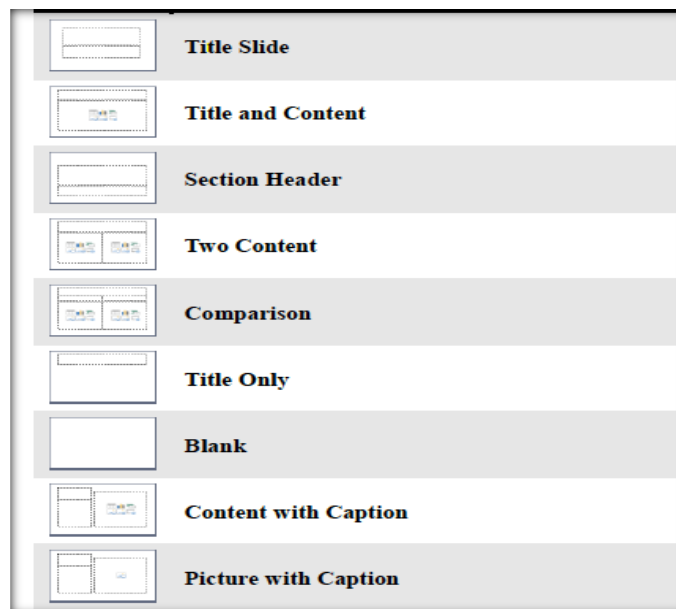 Title Slide
Title and Content
Section Header
Two Content
Comparison
Title Only
Blank
Content with Caption
Picture with Caption